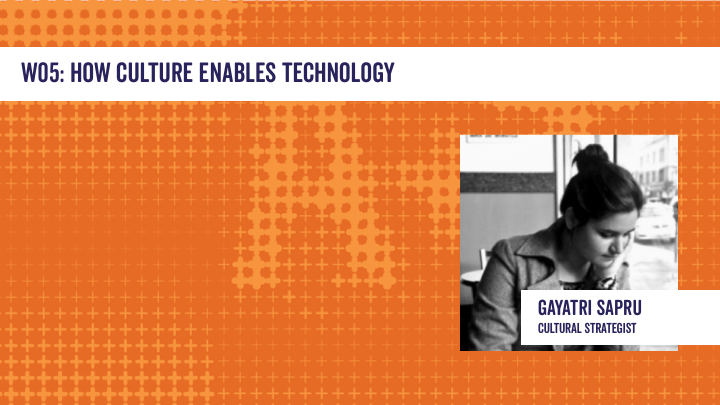 W05: HOW CULTURE ENABLES TECHNOLOGY
GAYATRI SAPRU
CULTURAL STRATEGIST